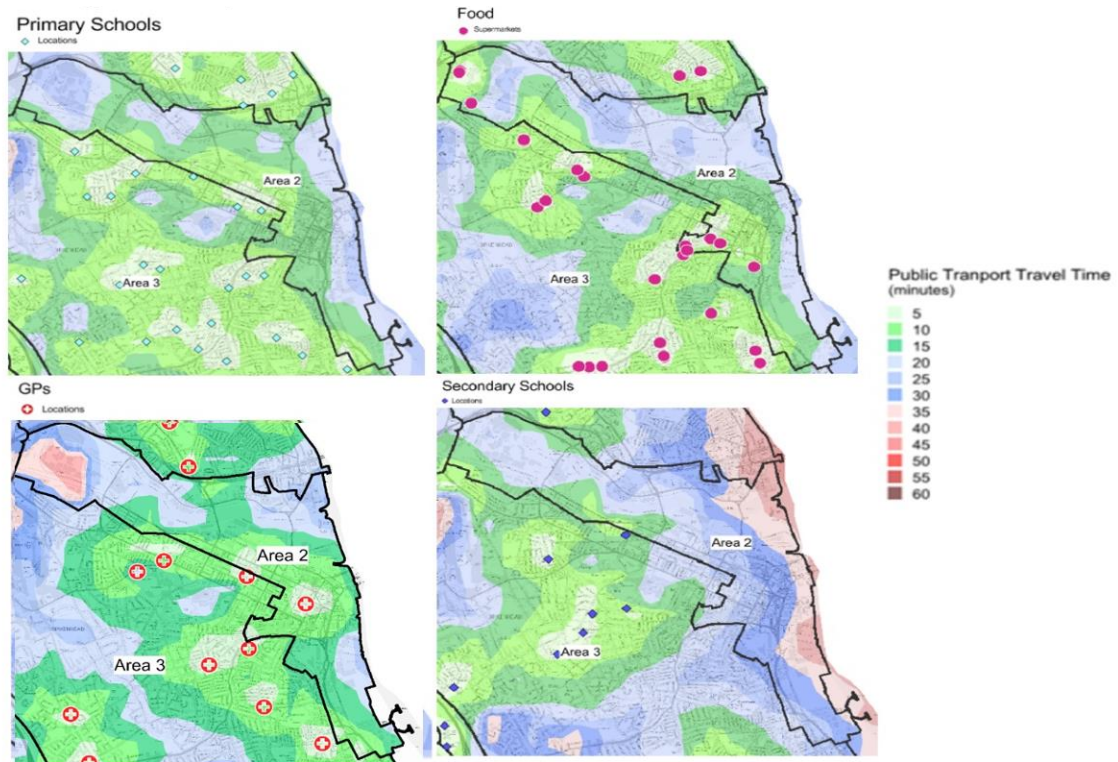 Primary Schools
Locations
Area 2
Area 3
Food
Supermarkets
Area 2
Area 3
GPs
Locations
Area 2
Area 3
Secondary Schools
Locations
Area 2
Area 3
Public Tranport Travel Time
(minutes)
5
10
15
20
25
30
35
40
45
50
55
60